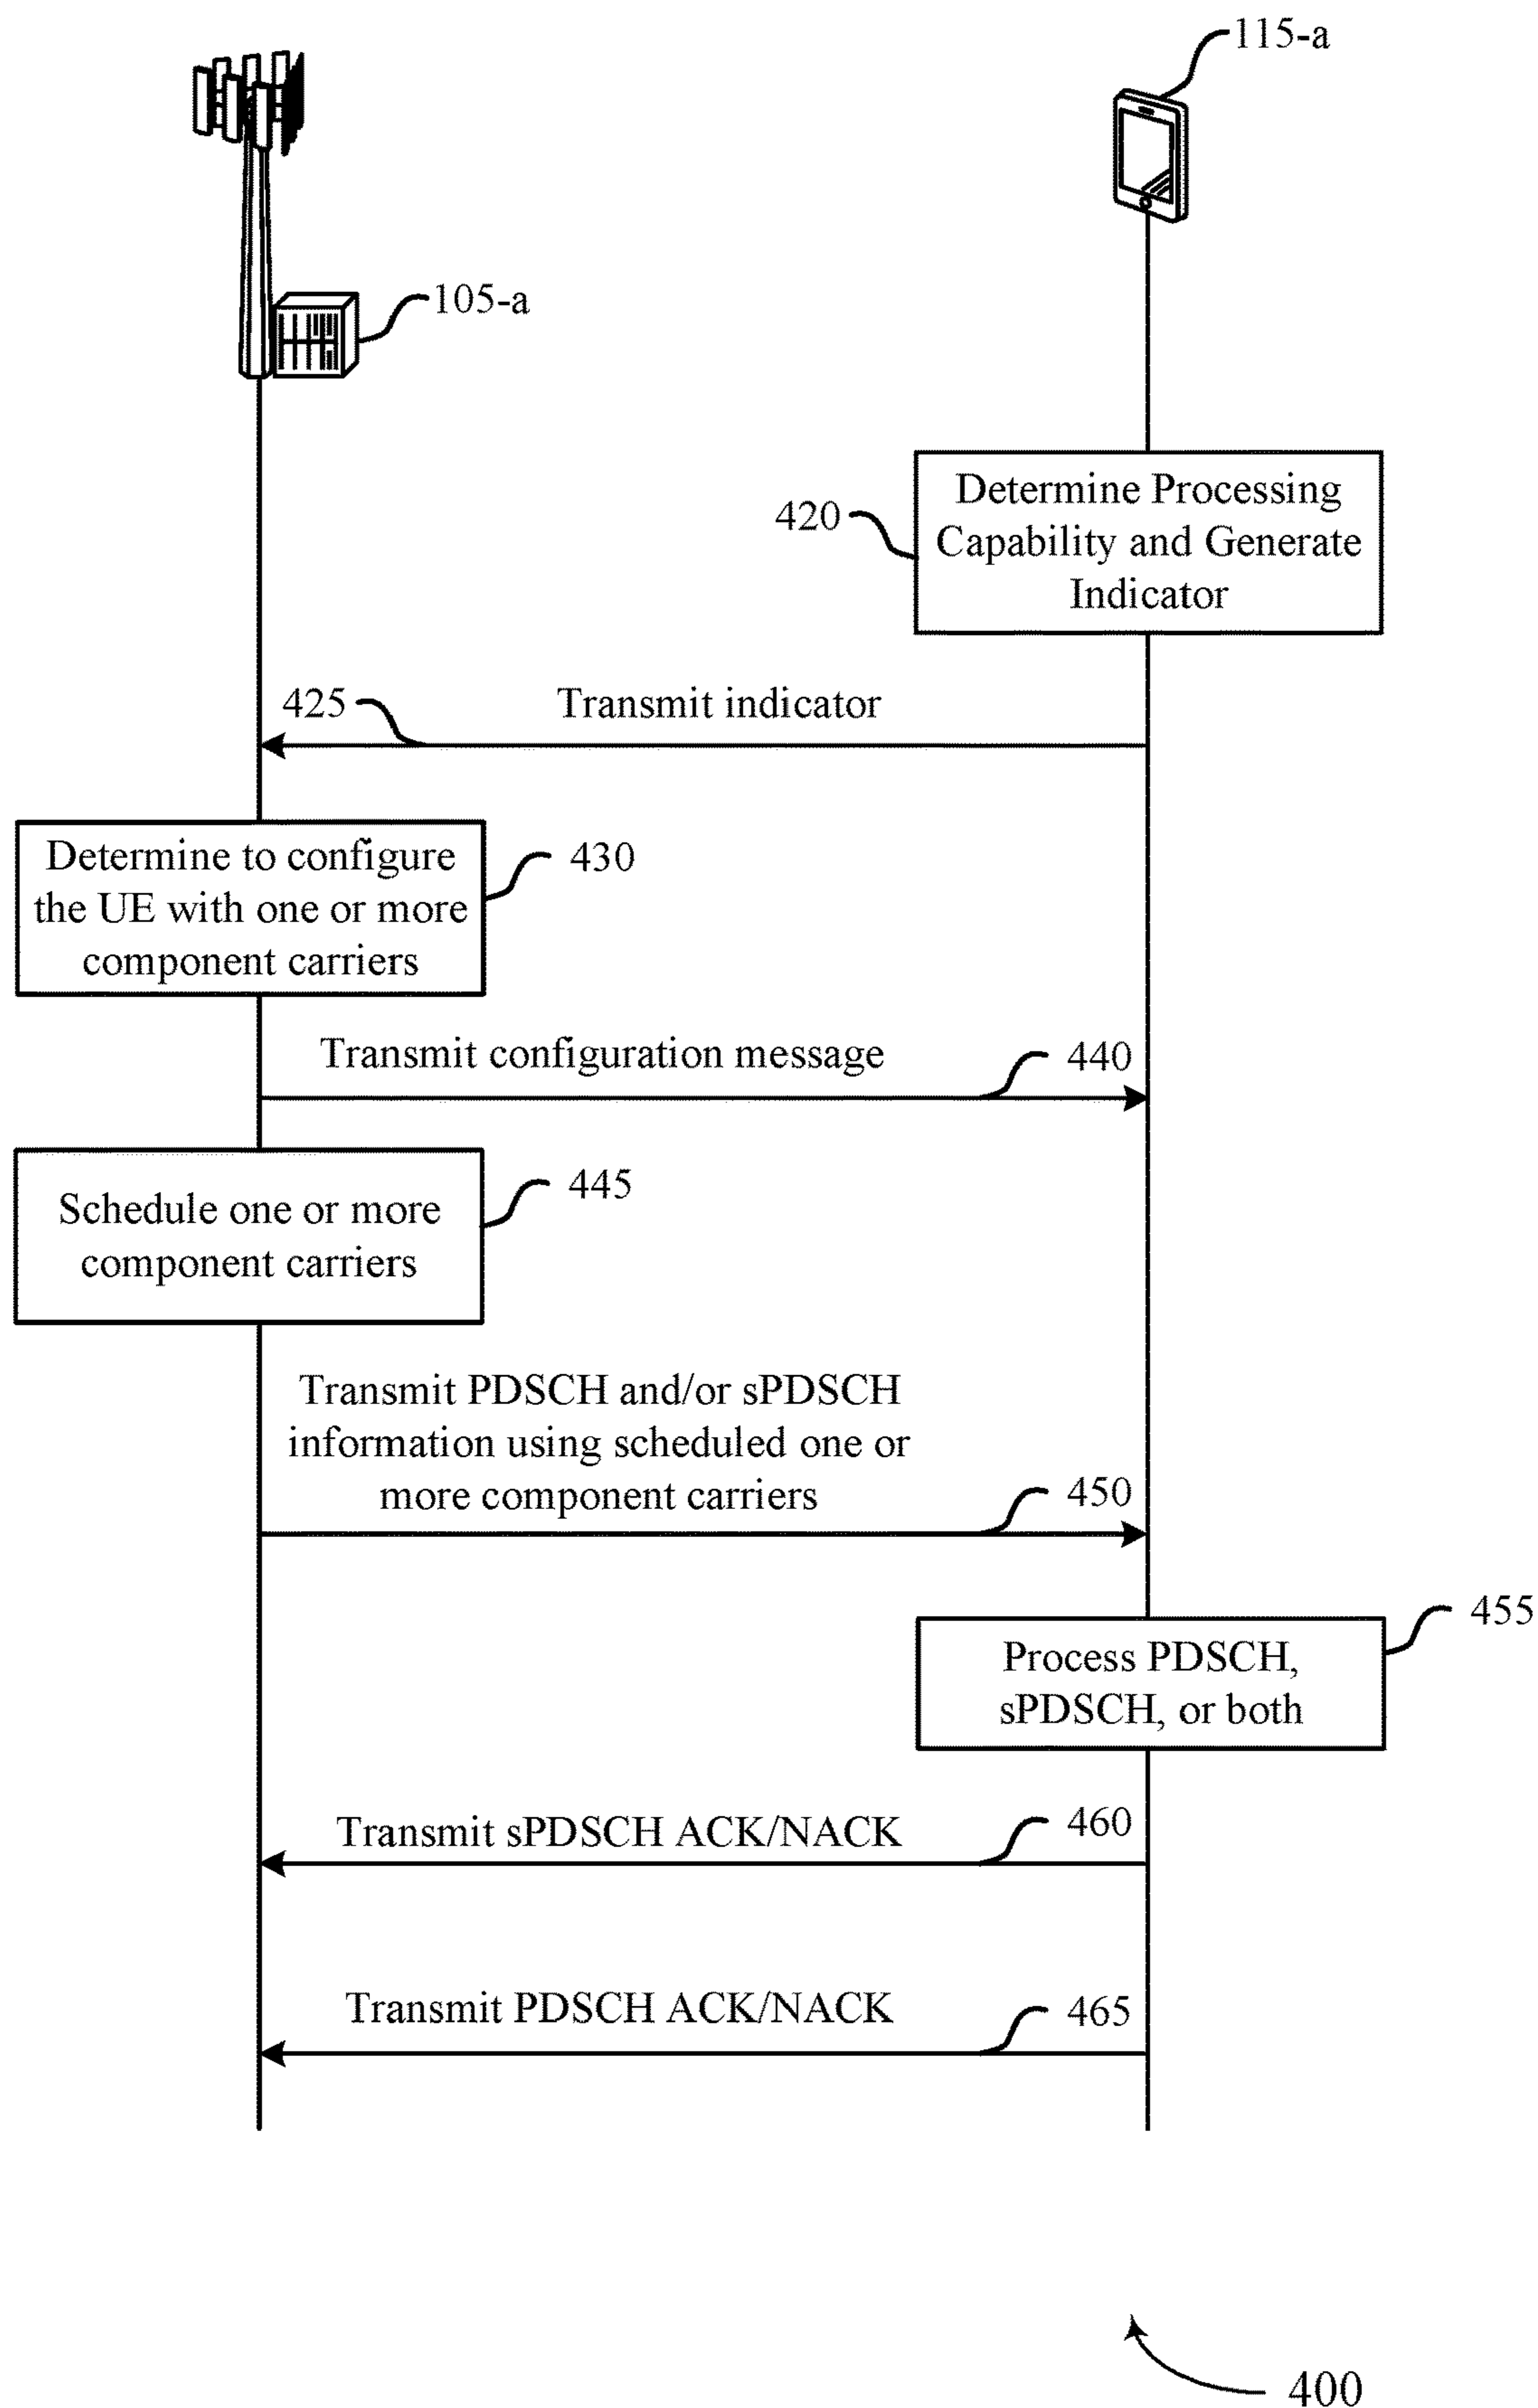 115-a
105-a
Determine Processing
420
Capability and Generate
Indicator
425
Transmit indicator
Determine to configure
430
the UE with one or more
component carriers
Transmit configuration message
440
445
Schedule one or more
component carriers
Transmit PDSCH and/or sPDSCH
information using scheduled one or
more component carriers
450
455
Process PDSCH,
sPDSCH, or both
Transmit sPDSCH ACK/NACK
460
Transmit PDSCH ACK/NACK
465
400